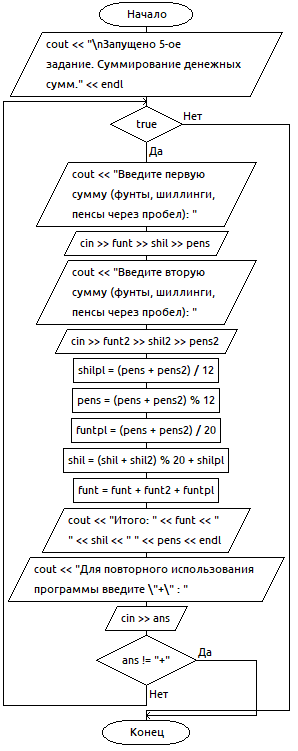 Начало
cout << "\nЗапущено 5-ое
задание. Суммирование денежных
сумм." << endl
true
Нет
Да
cout << "Введите первую
сумму (фунты, шиллинги,
пенсы через пробел): "
cin >> funt >> shil >> pens
cout << "Введите вторую
сумму (фунты, шиллинги,
пенсы через пробел): "
cin >> funt2 >> shil2 >> pens2
shilpl = (pens + pens2) / 12
pens = (pens + pens2) % 12
funtpl = (pens + pens2) / 20
shil = (shil + shil2) % 20 + shilpl
funt = funt + funt2 + funtpl
cout << "Итого: " << funt << "
" << shil << " " << pens << endl
cout << "Для повторного использования
программы введите \"+\" : "
cin >> ans
ans != "+"
Да
Нет
Конец